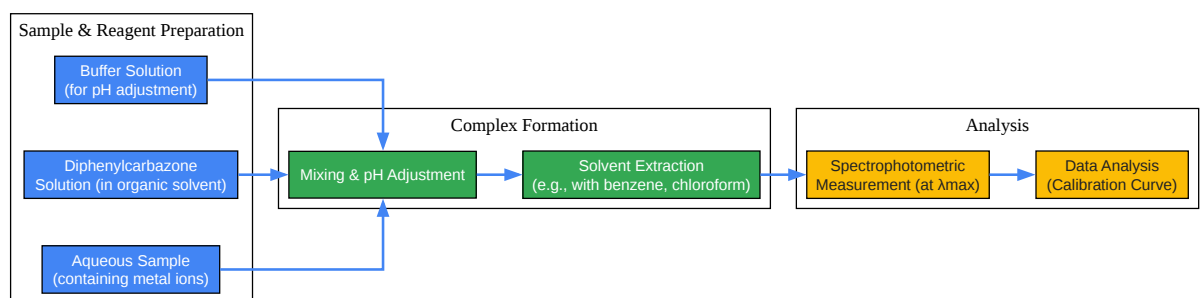 Sample & Reagent Preparation
Buffer Solution
(for pH adjustment)
Diphenylcarbazone
Solution (in organic solvent)
Aqueous Sample
(containing metal ions)
Complex Formation
Mixing & pH Adjustment
Solvent Extraction
(e.g., with benzene, chloroform)
Analysis
Spectrophotometric
Measurement (at λmax)
Data Analysis
(Calibration Curve)